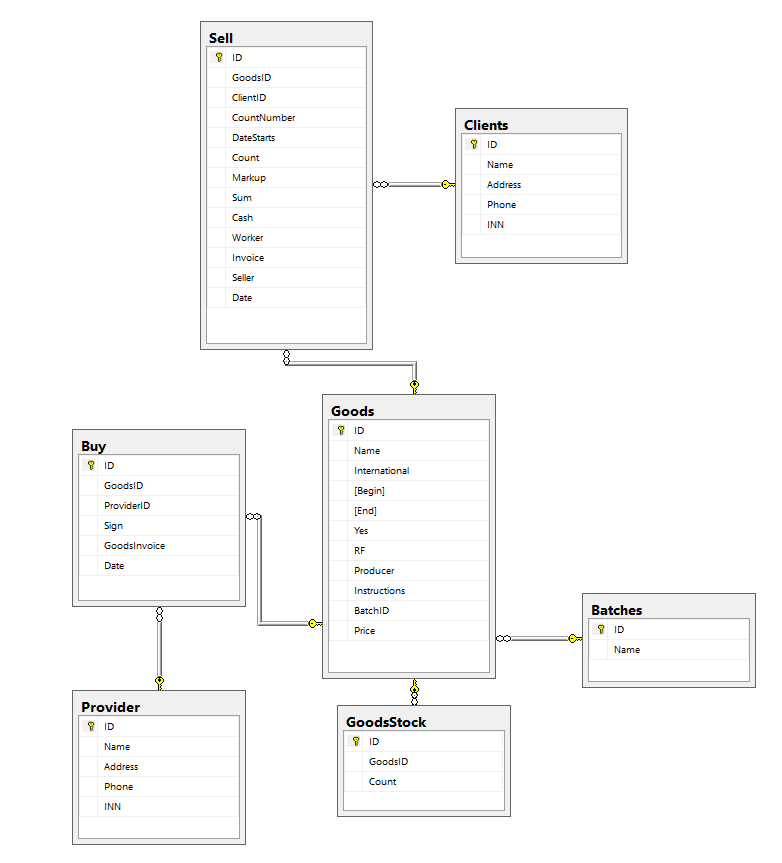 Sell
ID
GoodsID
ClientID
CountNumber
DateStarts
Count
Markup
Sum
Cash
Worker
Invoice
Seller
Date
Clients
ID
Name
Address
Phone
INN
Goods
ID
Name
International
[Begin]
[End]
Yes
RF
Producer
Instructions
BatchID
Price
Buy
ID
GoodsID
ProviderID
Sign
GoodsInvoice
Date
Batches
ID
Name
Provider
ID
Name
Address
Phone
INN
GoodsStock
ID
GoodsID
Count